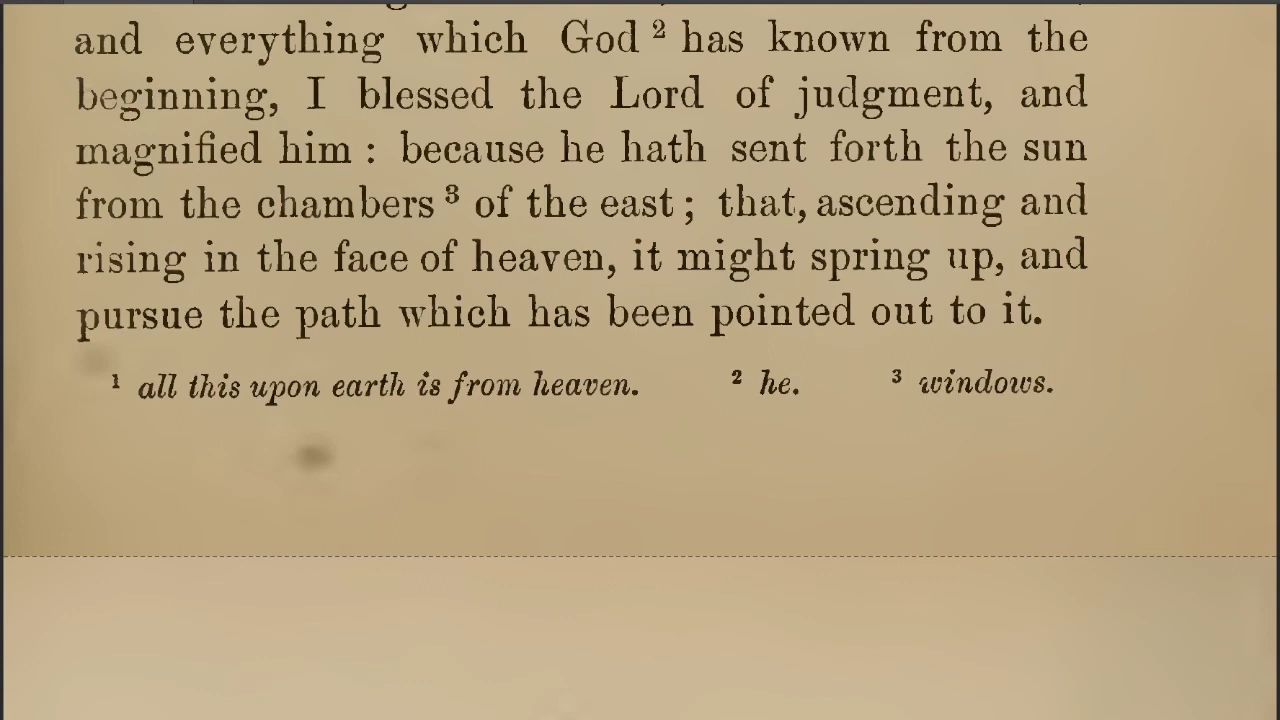 and everything which God ² has known from the
beginning, I blessed the Lord of judgment, and
magnified him : because he hath sent forth the sun
from the chambers ³ of the east ; that, ascending and
rising in the face of heaven, it might spring up, and
pursue the path which has been pointed out to it.
¹ all this upon earth is from heaven. ² he. ³ windows.